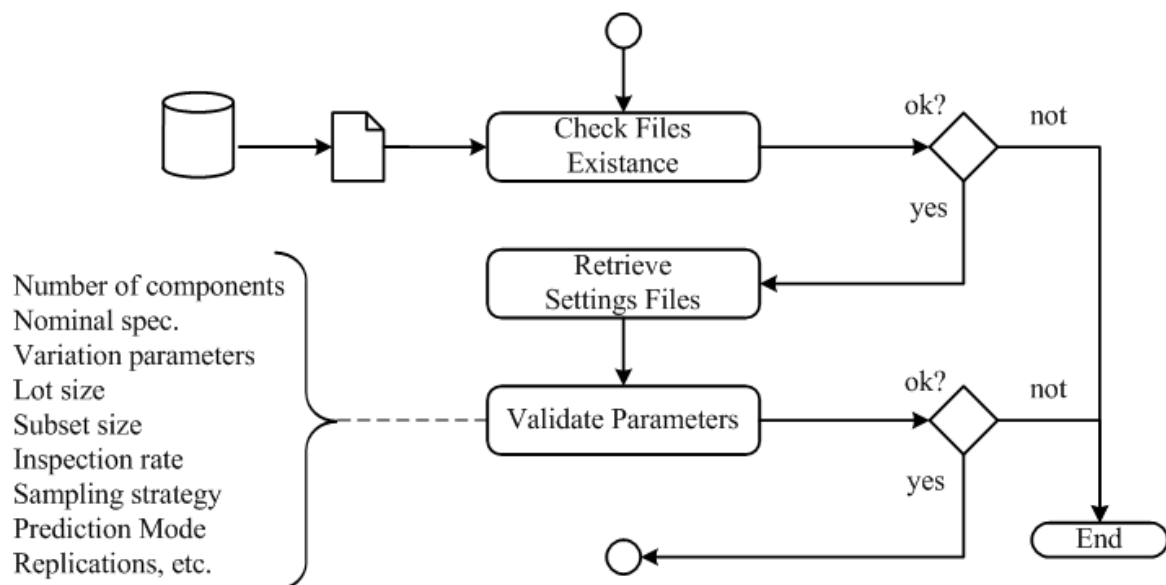 ok?
not
Check Files
Existance
yes
Retrieve
Settings Files
Number of components
Nominal spec.
Variation parameters
Lot size
Subset size
Inspection rate
Sampling strategy
Prediction Mode
Replications, etc.
Validate Parameters
ok?
not
yes
End